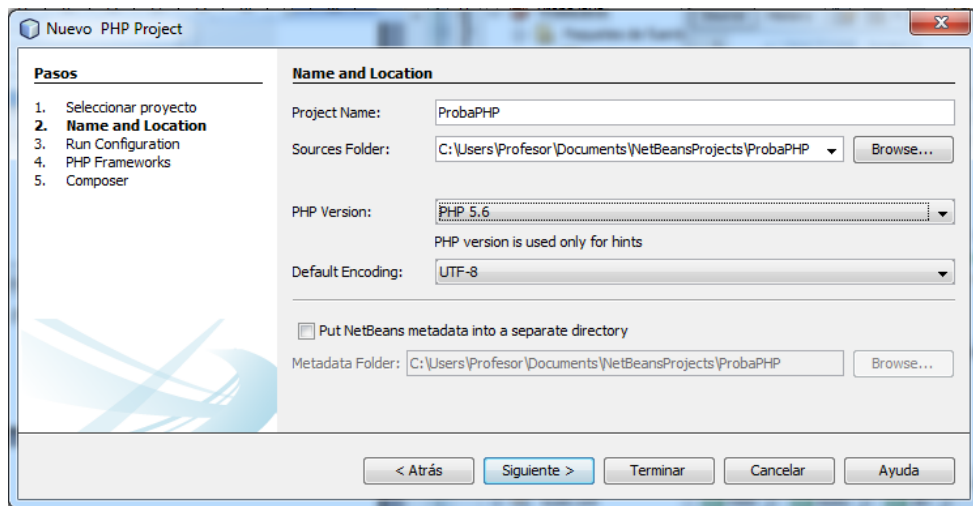 Nuevo PHP Project
Pasos
1. Seleccionar proyecto
2. Name and Location
3. Run Configuration
4. PHP Frameworks
5. Composer
Name and Location
Project Name: ProbaPHP
Sources Folder: C:\Users\Profesor\Documents\NetBeansProjects\ProbaPHP Browse...
PHP Version: PHP 5.6
PHP version is used only for hints
Default Encoding: UTF-8
Put NetBeans metadata into a separate directory
Metadata Folder: C:\Users\Profesor\Documents\NetBeansProjects\ProbaPHP Browse...
< Atrás Siguiente > Terminar Cancelar Ayuda